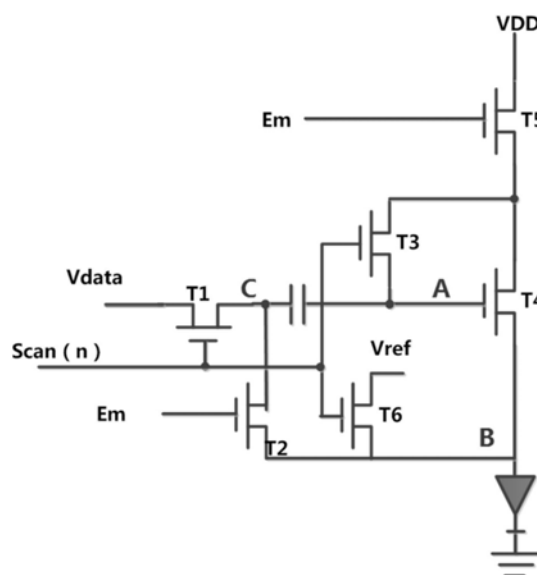 VDD
Em
T5
T3
Vdata
T1
C
A
T4
Scan ( n )
Vref
Em
T6
B
T2